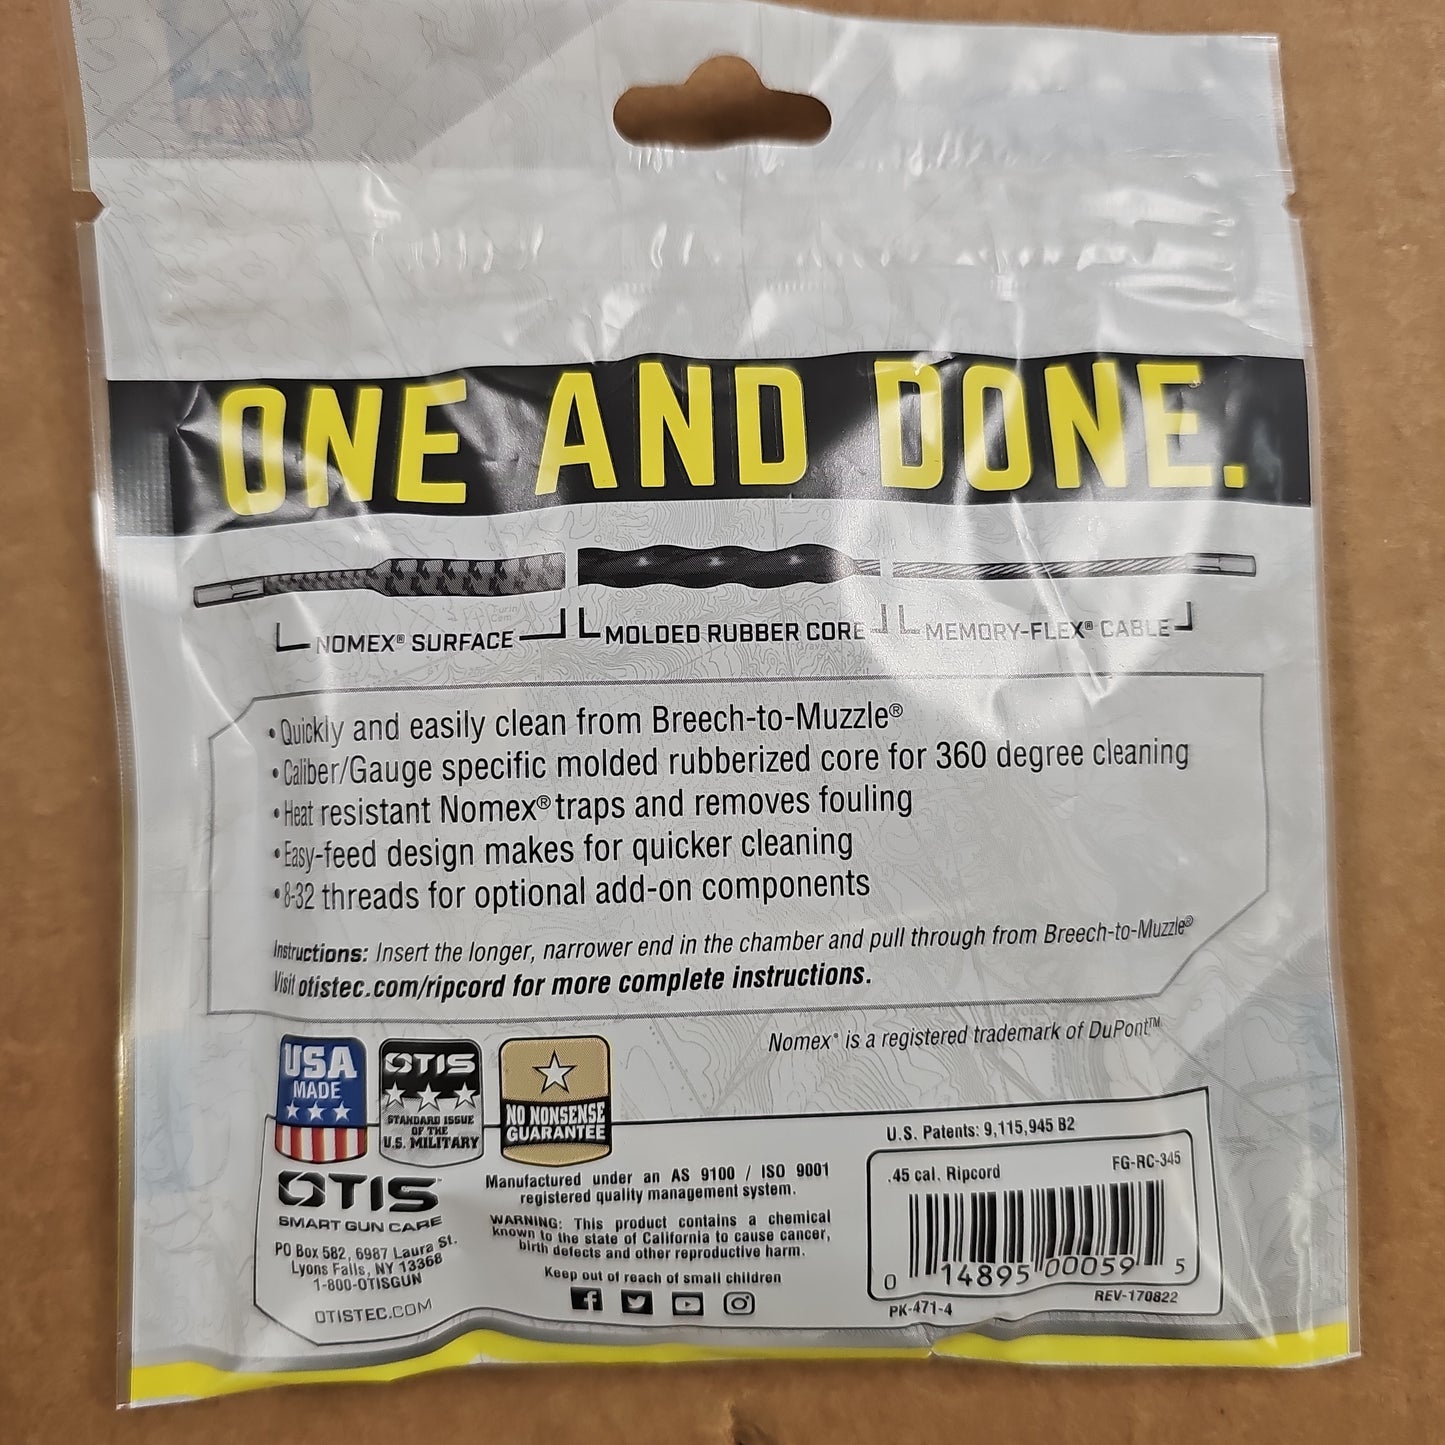 ONE AND DONE.
NOMEX® SURFACE
MOLDED RUBBER CORE
MEMORY-FLEX® CABLE
• Quickly and easily clean from Breech-to-Muzzle®
• Caliber/Gauge specific molded rubberized core for 360 degree cleaning
• Heat resistant Nomex® traps and removes fouling
• Easy-feed design makes for quicker cleaning
• 8-32 threads for optional add-on components
Instructions: Insert the longer, narrower end in the chamber and pull through from Breech-to-Muzzle®
Visit otistec.com/ripcord for more complete instructions.
Nomex® is a registered trademark of DuPont™
USA
MADE
OTIS
STANDARD ISSUE
OF THE
U.S. MILITARY
NO NONSENSE
GUARANTEE
OTIS
SMART GUN CARE
PO Box 582, 6987 Laura St.
Lyons Falls, NY 13368
1-800-OTISGUN
OTISTEC.COM
Manufactured under an AS 9100 / ISO 9001
registered quality management system.
WARNING: This product contains a chemical
known to the state of California to cause cancer,
birth defects and other reproductive harm.
Keep out of reach of small children
U.S. Patents: 9,115,945 B2
.45 cal. Ripcord
FG-RC-345
0 14895 00059 5
PK-471-4
REV-170822